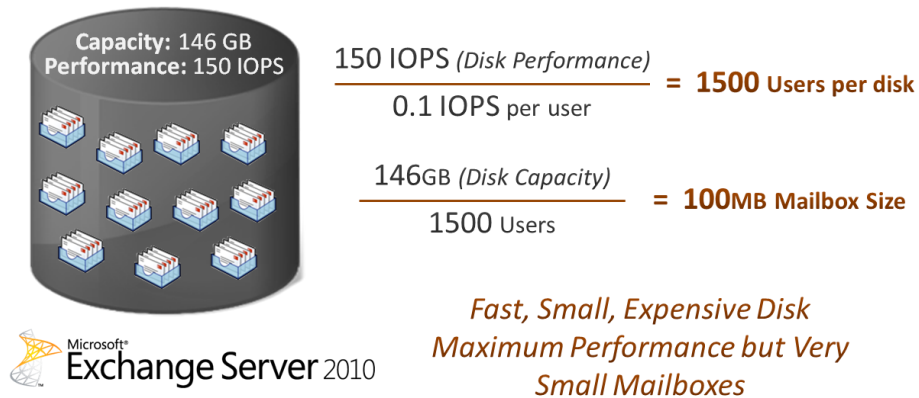 Capacity: 146 GB
Performance: 150 IOPS
150 IOPS (Disk Performance)
0.1 IOPS per user
= 1500 Users per disk
146GB (Disk Capacity)
1500 Users
= 100MB Mailbox Size
Fast, Small, Expensive Disk
Maximum Performance but Very
Small Mailboxes
Microsoft®
Exchange Server 2010